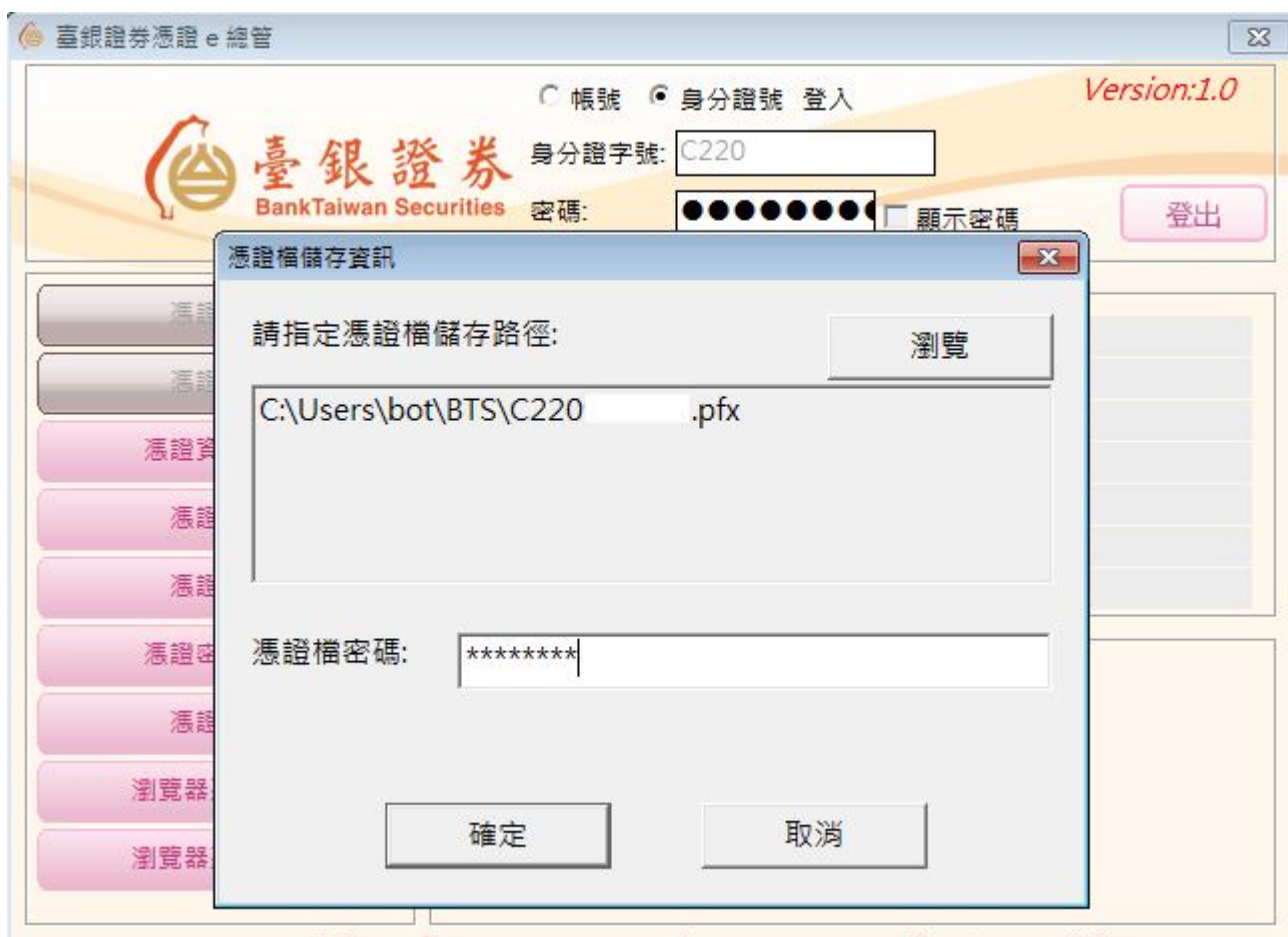 臺銀證券憑證 e 總管
帳號 身分證號 登入
Version:1.0
臺銀證券
BankTaiwan Securities
身分證字號: C220
密碼: ●●●●●●●● 顯示密碼
登出
憑證檔儲存資訊
請指定憑證檔儲存路徑:
瀏覽
C:\Users\bot\BTS\C220 .pfx
憑證檔密碼: ********
確定
取消
憑證
憑證
憑證資
憑證
憑證
憑證密
憑證
瀏覽器
瀏覽器